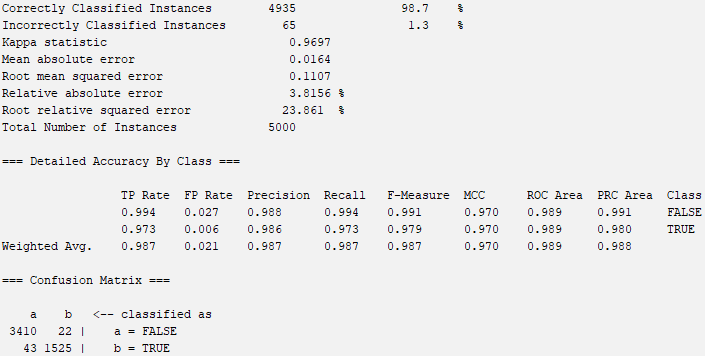 Correctly Classified Instances 4935 98.7 %
Incorrectly Classified Instances 65 1.3 %
Kappa statistic 0.9697
Mean absolute error 0.0164
Root mean squared error 0.1107
Relative absolute error 3.8156 %
Root relative squared error 23.861 %
Total Number of Instances 5000
=== Detailed Accuracy By Class ===
TP Rate FP Rate Precision Recall F-Measure MCC ROC Area PRC Area Class
0.994 0.027 0.988 0.994 0.991 0.970 0.989 0.991 FALSE
0.973 0.006 0.986 0.973 0.979 0.970 0.989 0.980 TRUE
Weighted Avg. 0.987 0.021 0.987 0.987 0.987 0.970 0.989 0.988
=== Confusion Matrix ===
a b <-- classified as
3410 22 | a = FALSE
43 1525 | b = TRUE